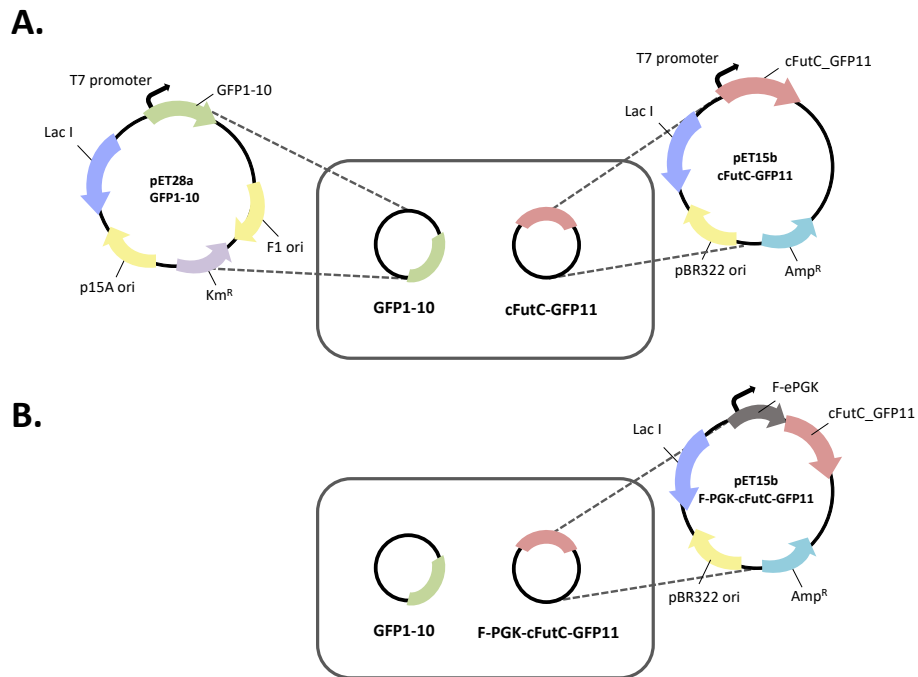 A.
T7 promoter
GFP1-10
Lac I
pET28a
GFP1-10
F1 ori
p15A ori
Kmᴿ
T7 promoter
cFutC_GFP11
Lac I
pET15b
cFutC-GFP11
pBR322 ori
Ampᴿ
GFP1-10
cFutC-GFP11
B.
F-ePGK
cFutC_GFP11
Lac I
pET15b
F-PGK-cFutC-GFP11
pBR322 ori
Ampᴿ
GFP1-10
F-PGK-cFutC-GFP11